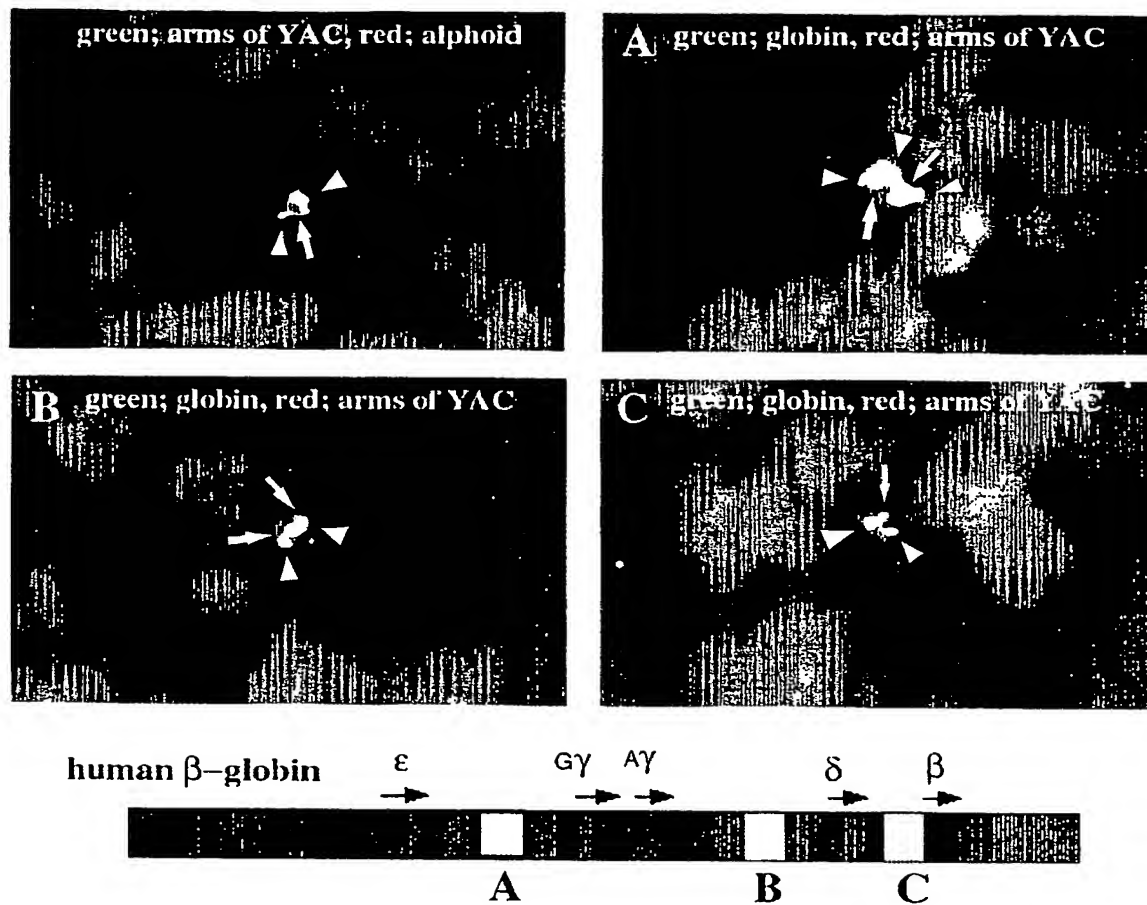 green; arms of YAC, red; alphoid
A green; globin, red; arms of YAC
B green; globin, red; arms of YAC
C green; globin, red; arms of YAC
human β–globin ε Gγ Aγ δ β
A B C